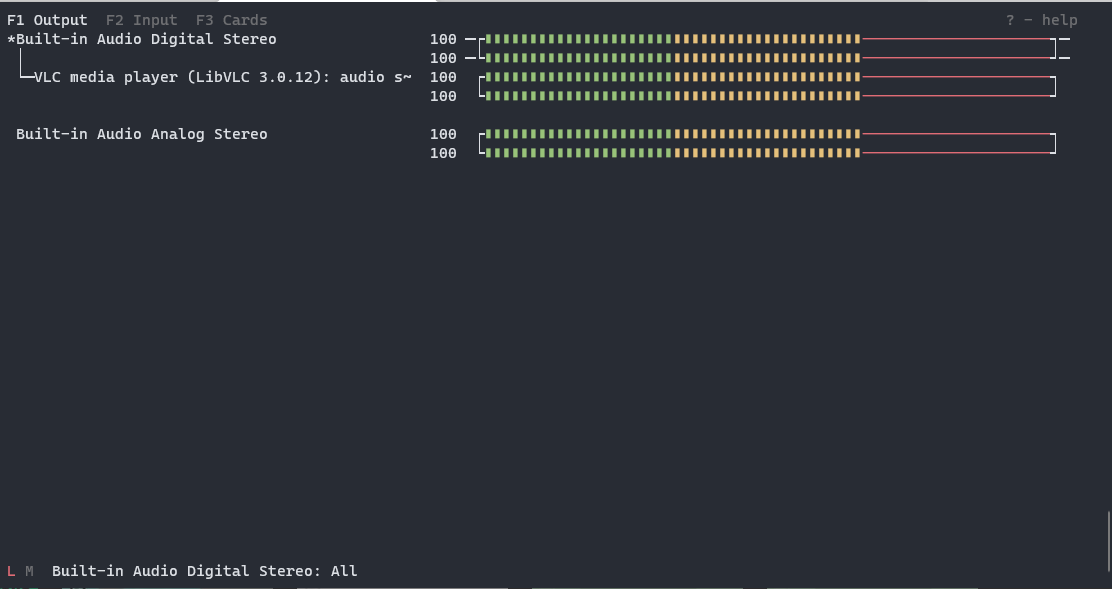 F1 Output F2 Input F3 Cards ? - help
*Built-in Audio Digital Stereo 100
100
VLC media player (LibVLC 3.0.12): audio s~ 100
100
Built-in Audio Analog Stereo 100
100
L M Built-in Audio Digital Stereo: All